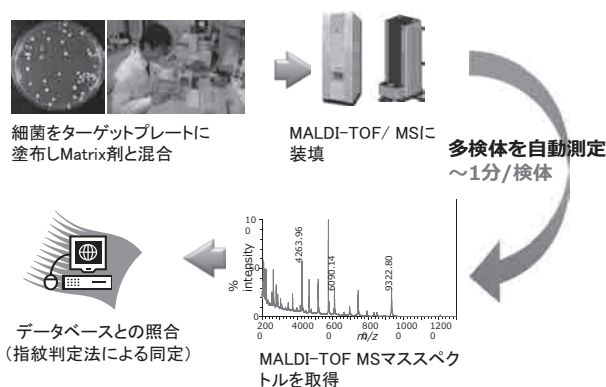 細菌をターゲットプレートに
塗布しMatrix剤と混合
MALDI-TOF/ MSに
装填
多検体を自動測定
～1分/検体
%
intensity
10
0
50
0
4263.96
6090.14
9322.80
200 4000 6000 800 1000 1200
0 0 0 0
m/z
MALDI-TOF MSマススペク
トルを取得
データベースとの照合
（指紋判定法による同定）